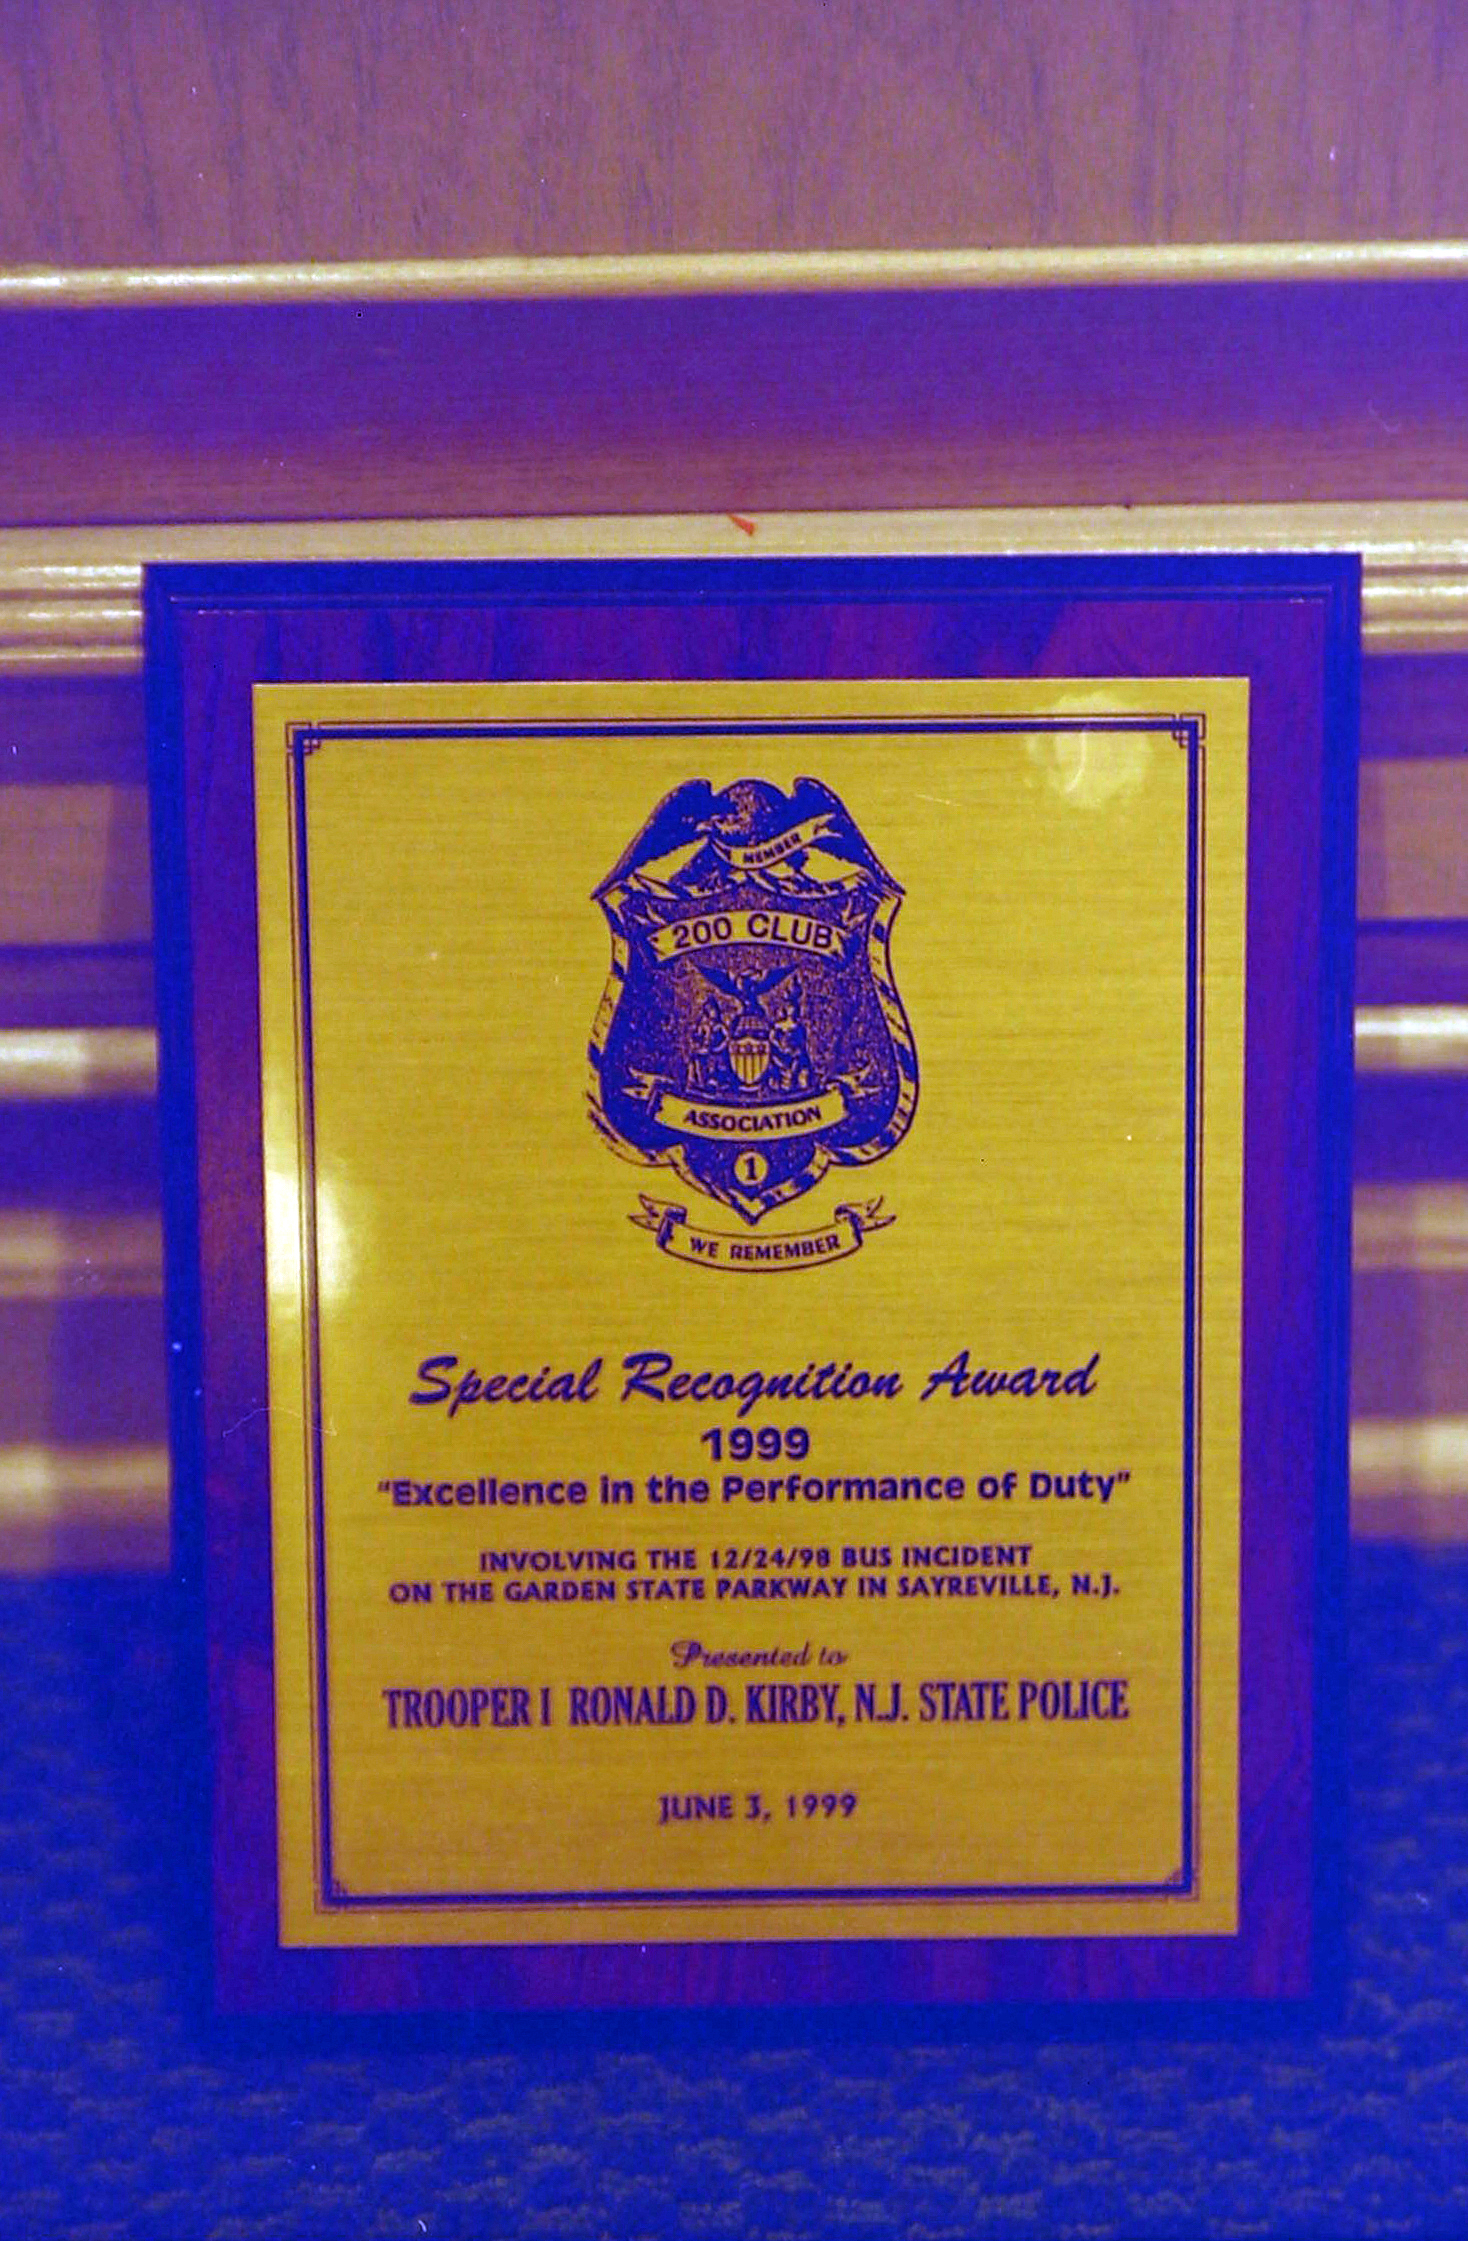 MEMBER
200 CLUB
ASSOCIATION
1
WE REMEMBER
Special Recognition Award
1999
"Excellence in the Performance of Duty"
INVOLVING THE 12/24/98 BUS INCIDENT
ON THE GARDEN STATE PARKWAY IN SAYREVILLE, N.J.
Presented to
TROOPER I RONALD D. KIRBY, N.J. STATE POLICE
JUNE 3, 1999